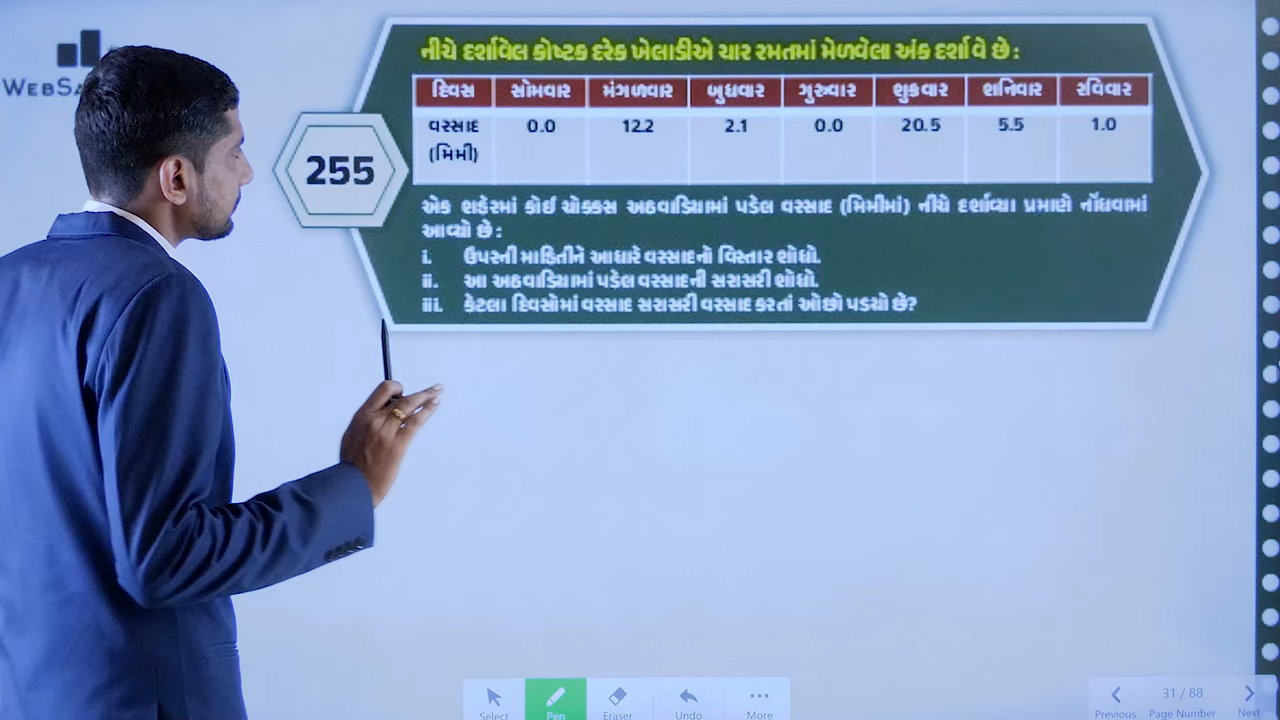 નીચે દર્શાવેલ કોષ્ટક દરેક ખેલાડીએ ચાર રમતમાં મેળવેલા અંક દર્શાવે છે :
WEBSA
255
દિવસ સોમવાર મંગળવાર બુધવાર ગુરુવાર શુક્રવાર શનિવાર રવિવાર
વરસાદ 0.0 12.2 2.1 0.0 20.5 5.5 1.0
(મિમી)
એક શહેરમાં કોઈ ચોક્કસ અઠવાડિયામાં પડેલ વરસાદ (મિમીમાં) નીચે દર્શાવ્યા પ્રમાણે નોંધવામાં
આવ્યો છે :
i. ઉપરની માહિતીને આધારે વરસાદનો વિસ્તાર શોધો.
ii. આ અઠવાડિયામાં પડેલ વરસાદની સરાસરી શોધો.
iii. કેટલા દિવસોમાં વરસાદ સરાસરી વરસાદ કરતાં ઓછો પડયો છે?
31 / 88
Select Pen Eraser Undo More Previous Page Number Next